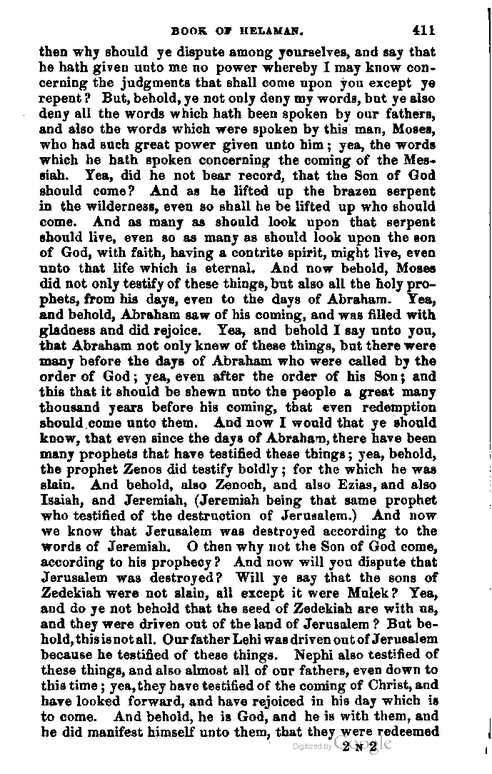 BOOK OF HELAMAN. 411
then why should ye dispute among yourselves, and say that
he hath given unto me no power whereby I may know con-
cerning the judgments that shall come upon you except ye
repent? But, behold, ye not only deny my words, but ye also
deny all the words which hath been spoken by our fathers,
and also the words which were spoken by this man, Moses,
who had such great power given unto him; yea, the words
which he hath spoken concerning the coming of the Mes-
siah. Yea, did he not bear record, that the Son of God
should come? And as he lifted up the brazen serpent
in the wilderness, even so shall he be lifted up who should
come. And as many as should look upon that serpent
should live, even so as many as should look upon the son
of God, with faith, having a contrite spirit, might live, even
unto that life which is eternal. And now behold, Moses
did not only testify of these things, but also all the holy pro-
phets, from his days, even to the days of Abraham. Yea,
and behold, Abraham saw of his coming, and was filled with
gladness and did rejoice. Yea, and behold I say unto you,
that Abraham not only knew of these things, but there were
many before the days of Abraham who were called by the
order of God; yea, even after the order of his Son; and
this that it should be shewn unto the people a great many
thousand years before his coming, that even redemption
should come unto them. And now I would that ye should
know, that even since the days of Abraham, there have been
many prophets that have testified these things; yea, behold,
the prophet Zenos did testify boldly; for the which he was
slain. And behold, also Zenoch, and also Ezias, and also
Isaiah, and Jeremiah, (Jeremiah being that same prophet
who testified of the destruction of Jerusalem.) And now
we know that Jerusalem was destroyed according to the
words of Jeremiah. O then why not the Son of God come,
according to his prophecy? And now will you dispute that
Jerusalem was destroyed? Will ye say that the sons of
Zedekiah were not slain, all except it were Mulek? Yea,
and do ye not behold that the seed of Zedekiah are with us,
and they were driven out of the land of Jerusalem? But be-
hold, this is not all. Our father Lehi was driven out of Jerusalem
because he testified of these things. Nephi also testified of
these things, and also almost all of our fathers, even down to
this time; yea, they have testified of the coming of Christ, and
have looked forward, and have rejoiced in his day which is
to come. And behold, he is God, and he is with them, and
he did manifest himself unto them, that they were redeemed
Digitized by Google
2 N 2